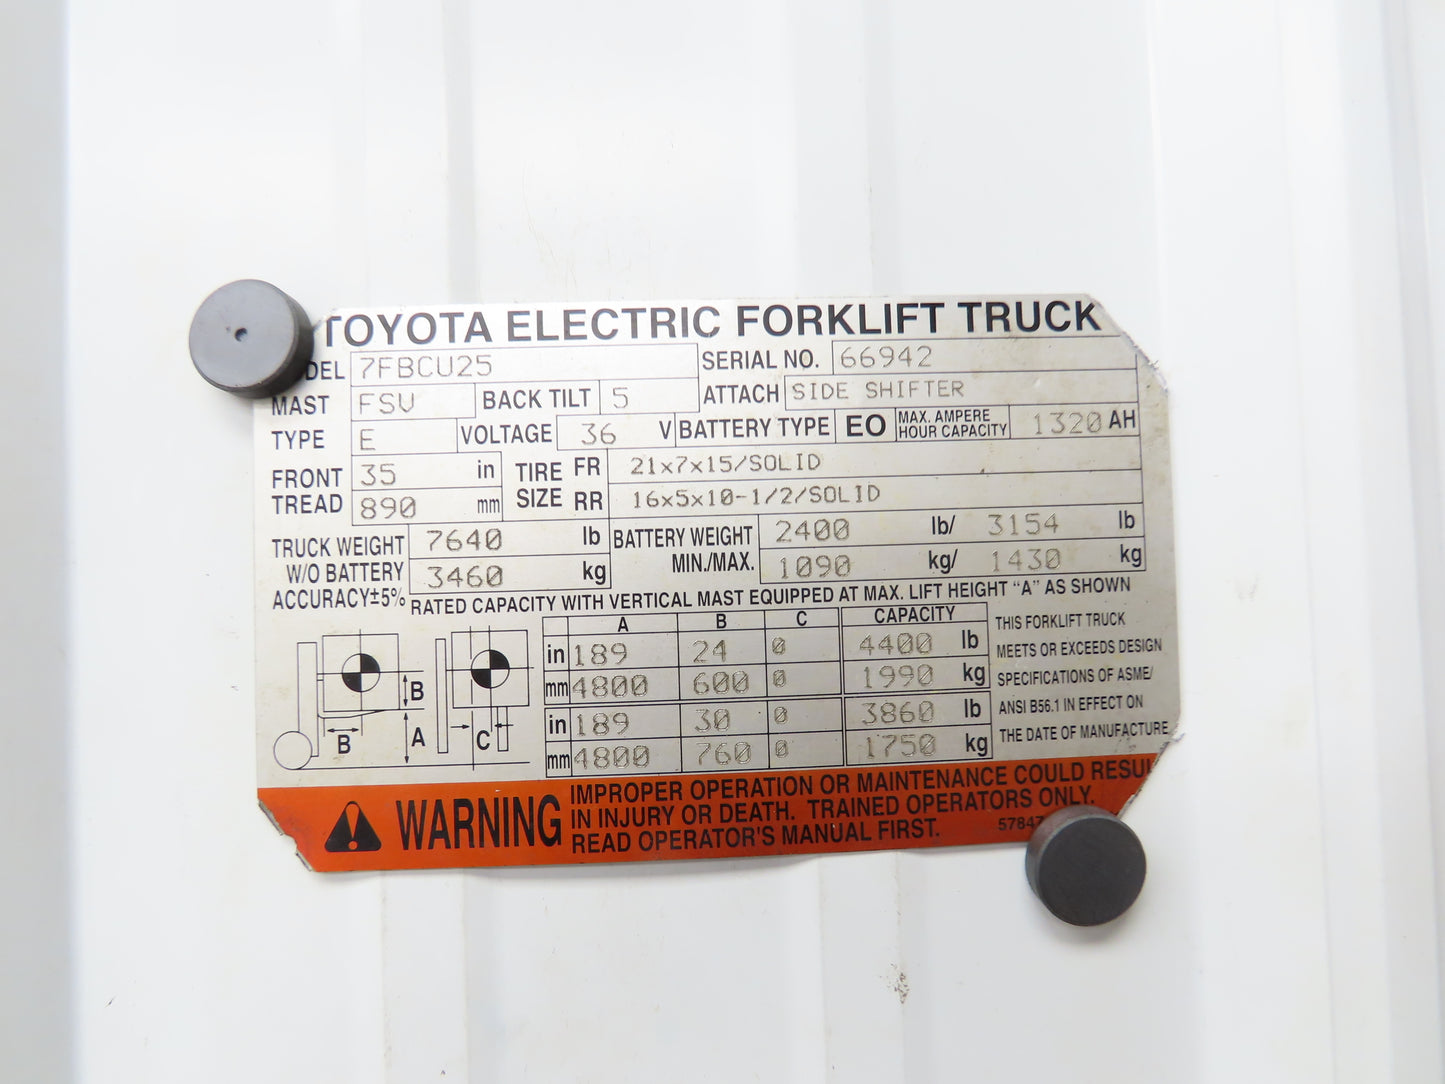 TOYOTA ELECTRIC FORKLIFT TRUCK
DEL 7FBCU25 SERIAL NO. 66942
MAST FSV BACK TILT 5 ATTACH SIDE SHIFTER
TYPE E VOLTAGE 36 V BATTERY TYPE EO MAX. AMPERE HOUR CAPACITY 1320 AH
FRONT TREAD 35 in TIRE SIZE FR 21x7x15/SOLID
890 mm RR 16x5x10-1/2/SOLID
TRUCK WEIGHT W/O BATTERY ACCURACY±5% 7640 lb BATTERY WEIGHT MIN./MAX. 2400 lb/ 3154 lb
3460 kg 1090 kg/ 1430 kg
RATED CAPACITY WITH VERTICAL MAST EQUIPPED AT MAX. LIFT HEIGHT "A" AS SHOWN
A B C CAPACITY
in 189 24 0 4400 lb
mm 4800 600 0 1990 kg
in 189 30 0 3860 lb
mm 4800 760 0 1750 kg
B
B
A
C
THIS FORKLIFT TRUCK
MEETS OR EXCEEDS DESIGN
SPECIFICATIONS OF ASME/
ANSI B56.1 IN EFFECT ON
THE DATE OF MANUFACTURE
WARNING
IMPROPER OPERATION OR MAINTENANCE COULD RESUL
IN INJURY OR DEATH. TRAINED OPERATORS ONLY.
READ OPERATOR'S MANUAL FIRST.